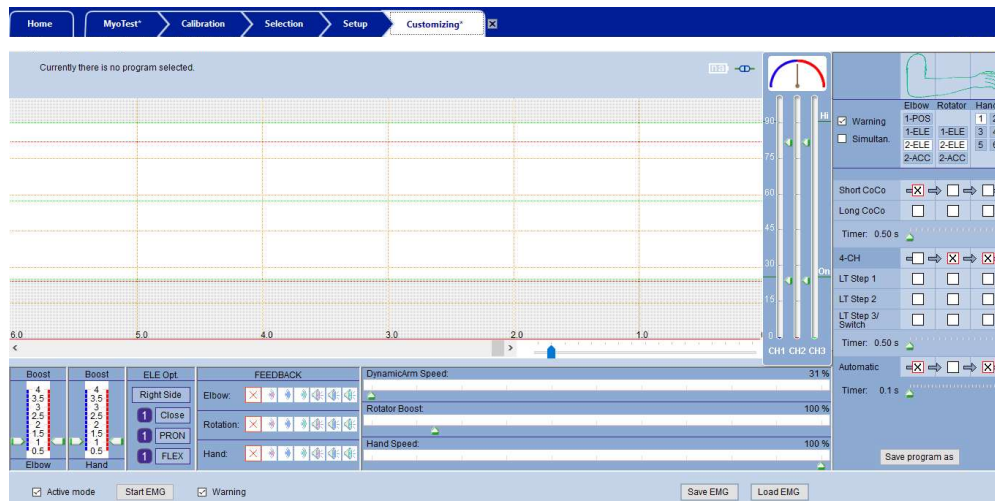 Home MyoTest* Calibration Selection Setup Customizing*
Currently there is no program selected.
90 Hi
75
60
45
30 On
15
0
6.0 5.0 4.0 3.0 2.0 1.0
CH1 CH2 CH3
Elbow Rotator Hand
Warning 1-POS 1 2
Simultan. 1-ELE 1-ELE 3 4
2-ELE 2-ELE 5 6
2-ACC 2-ACC
Short CoCo
Long CoCo
Timer: 0.50 s
4-CH
LT Step 1
LT Step 2
LT Step 3/
Switch
Timer: 0.50 s
Automatic
Timer: 0.1 s
Save program as
Boost Boost ELE Opt. FEEDBACK DynamicArm Speed: 31 %
4 4
3.5 3.5
3 3
2.5 2.5
2 2
1.5 1.5
1 1
0.5 0.5
Elbow Hand
Right Side
1 Close
1 PRON
1 FLEX
Elbow:
Rotation:
Hand:
Rotator Boost: 100 %
Hand Speed: 100 %
Active mode Start EMG Warning Save EMG Load EMG